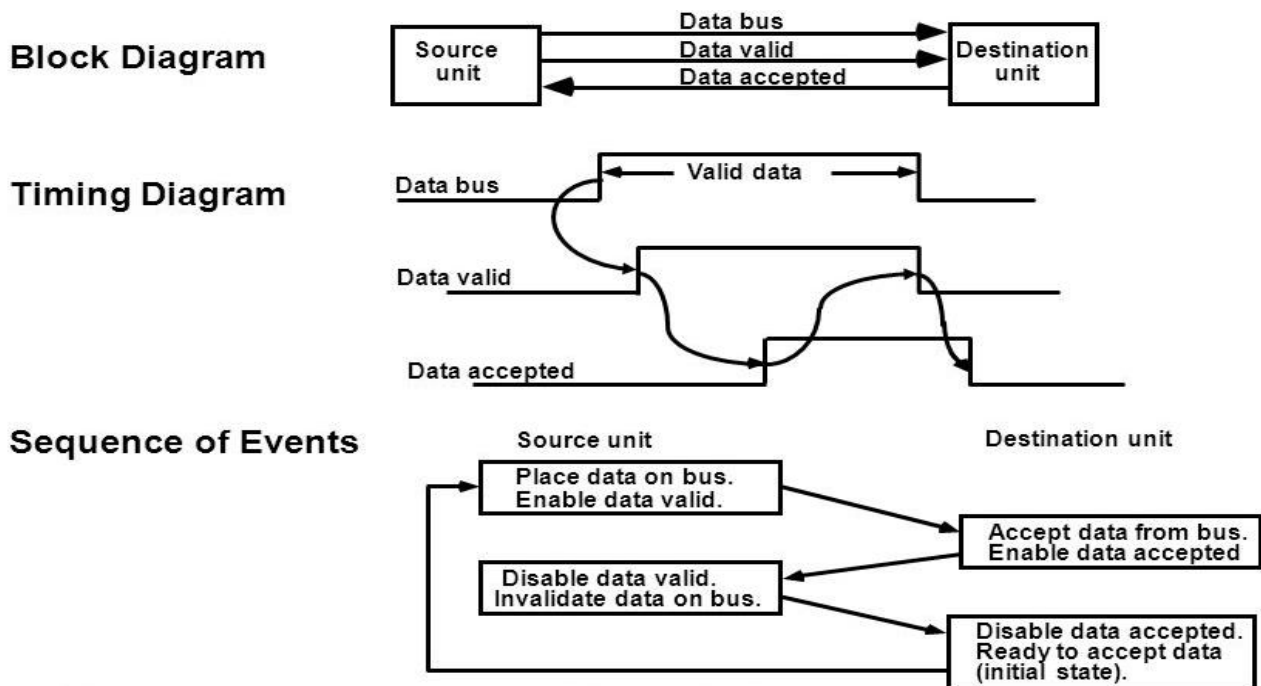 Block Diagram
Source
unit
Data bus
Data valid
Data accepted
Destination
unit
Timing Diagram
Data bus
Valid data
Data valid
Data accepted
Sequence of Events
Source unit
Destination unit
Place data on bus.
Enable data valid.
Accept data from bus.
Enable data accepted
Disable data valid.
Invalidate data on bus.
Disable data accepted.
Ready to accept data
(initial state).